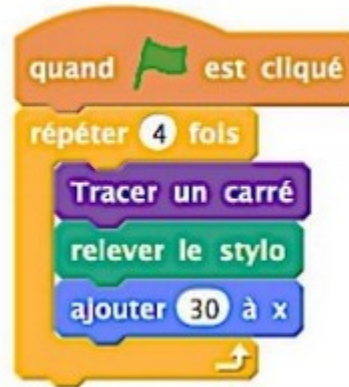 quand est cliqué
répéter 4 fois
Tracer un carré
relever le stylo
ajouter 30 à x